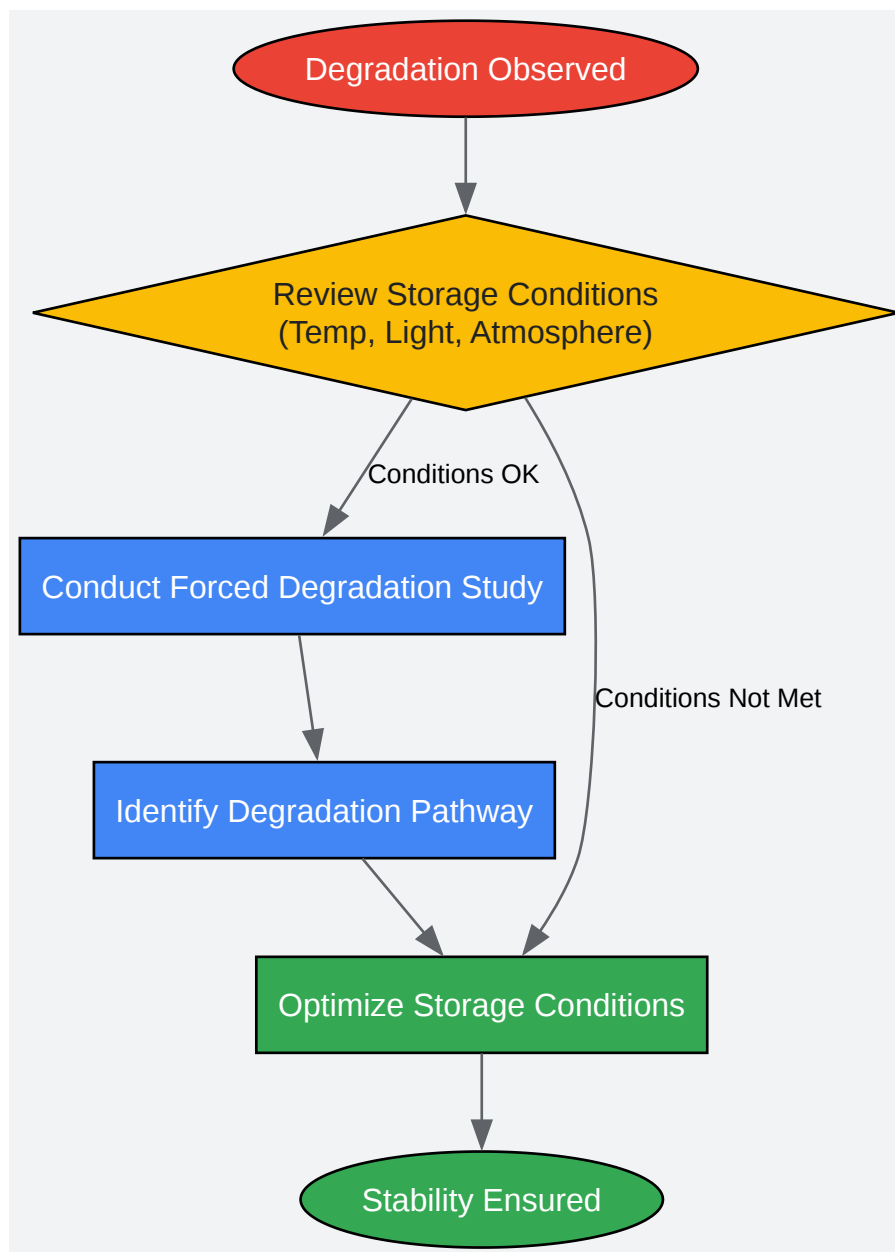 Degradation Observed
Review Storage Conditions
(Temp, Light, Atmosphere)
Conditions OK
Conduct Forced Degradation Study
Conditions Not Met
Identify Degradation Pathway
Optimize Storage Conditions
Stability Ensured